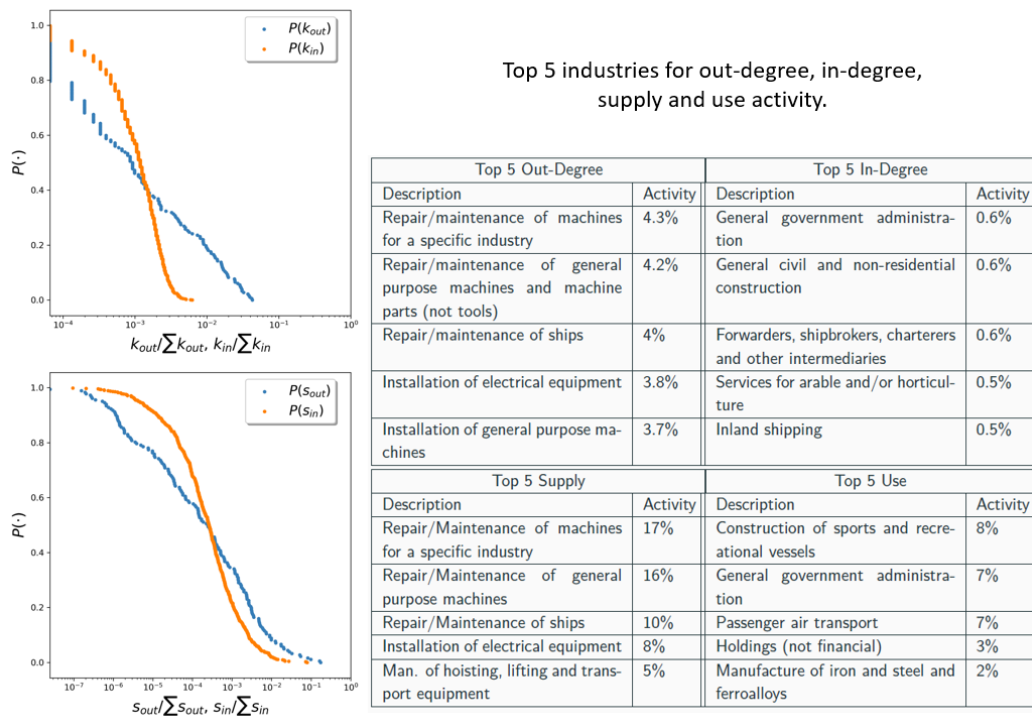 1.0
0.8
0.6
0.4
0.2
0.0
P(·)
P(k_out)
P(k_in)
10^-4 10^-3 10^-2 10^-1 10^0
k_out/∑k_out, k_in/∑k_in
1.0
0.8
0.6
0.4
0.2
0.0
P(·)
P(s_out)
P(s_in)
10^-7 10^-6 10^-5 10^-4 10^-3 10^-2 10^-1 10^0
s_out/∑s_out, s_in/∑s_in
Top 5 industries for out-degree, in-degree,
supply and use activity.
Top 5 Out-Degree Top 5 In-Degree
Description Activity Description Activity
Repair/maintenance of machines 4.3% General government administra- 0.6%
for a specific industry tion
Repair/maintenance of general 4.2% General civil and non-residential 0.6%
purpose machines and machine construction
parts (not tools)
Repair/maintenance of ships 4% Forwarders, shipbrokers, charterers 0.6%
and other intermediaries
Installation of electrical equipment 3.8% Services for arable and/or horticul- 0.5%
ture
Installation of general purpose ma- 3.7% Inland shipping 0.5%
chines
Top 5 Supply Top 5 Use
Description Activity Description Activity
Repair/Maintenance of machines 17% Construction of sports and recre- 8%
for a specific industry ational vessels
Repair/Maintenance of general 16% General government administra- 7%
purpose machines tion
Repair/Maintenance of ships 10% Passenger air transport 7%
Installation of electrical equipment 8% Holdings (not financial) 3%
Man. of hoisting, lifting and trans- 5% Manufacture of iron and steel and 2%
port equipment ferroalloys